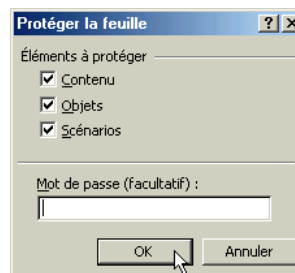 Protéger la feuille
Éléments à protéger
Contenu
Objets
Scénarios
Mot de passe (facultatif) :
OK Annuler